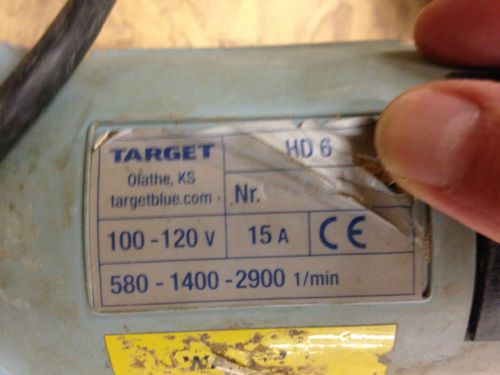 TARGET
Olathe, KS
targetblue.com
HD 6
Nr.
100-120 V
15 A
CE
580-1400-2900 1/min